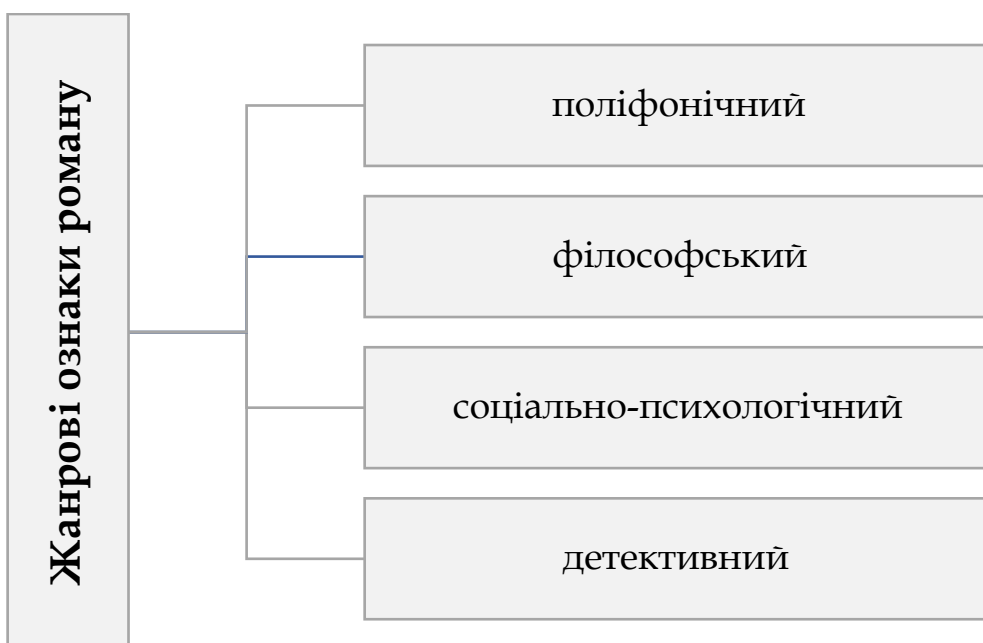 Жанрові ознаки роману
поліфонічний
філософський
соціально-психологічний
детективний